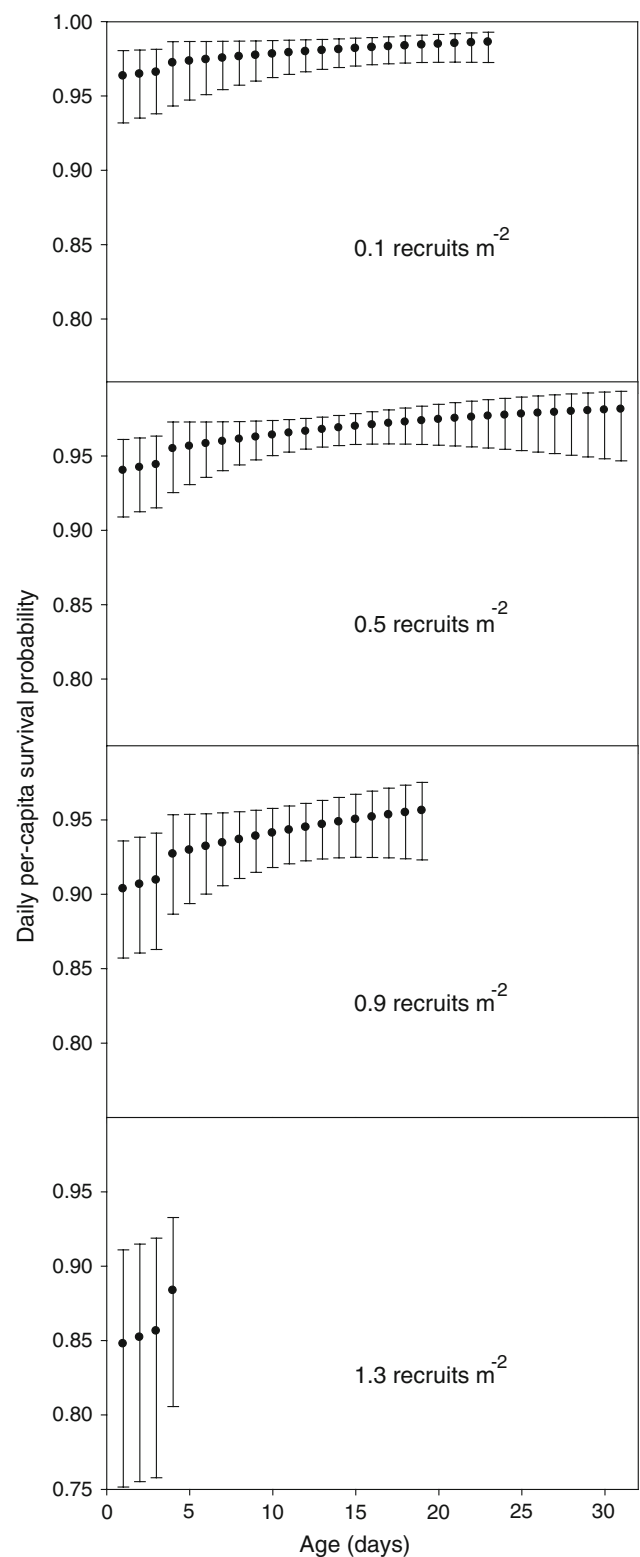 1.00
0.95
0.90
0.85
0.80
0.1 recruits m-2
0.95
0.90
0.85
0.80
0.5 recruits m-2
Daily per-capita survival probability
0.95
0.90
0.85
0.80
0.9 recruits m-2
0.95
0.90
0.85
0.80
0.75
1.3 recruits m-2
0 5 10 15 20 25 30
Age (days)